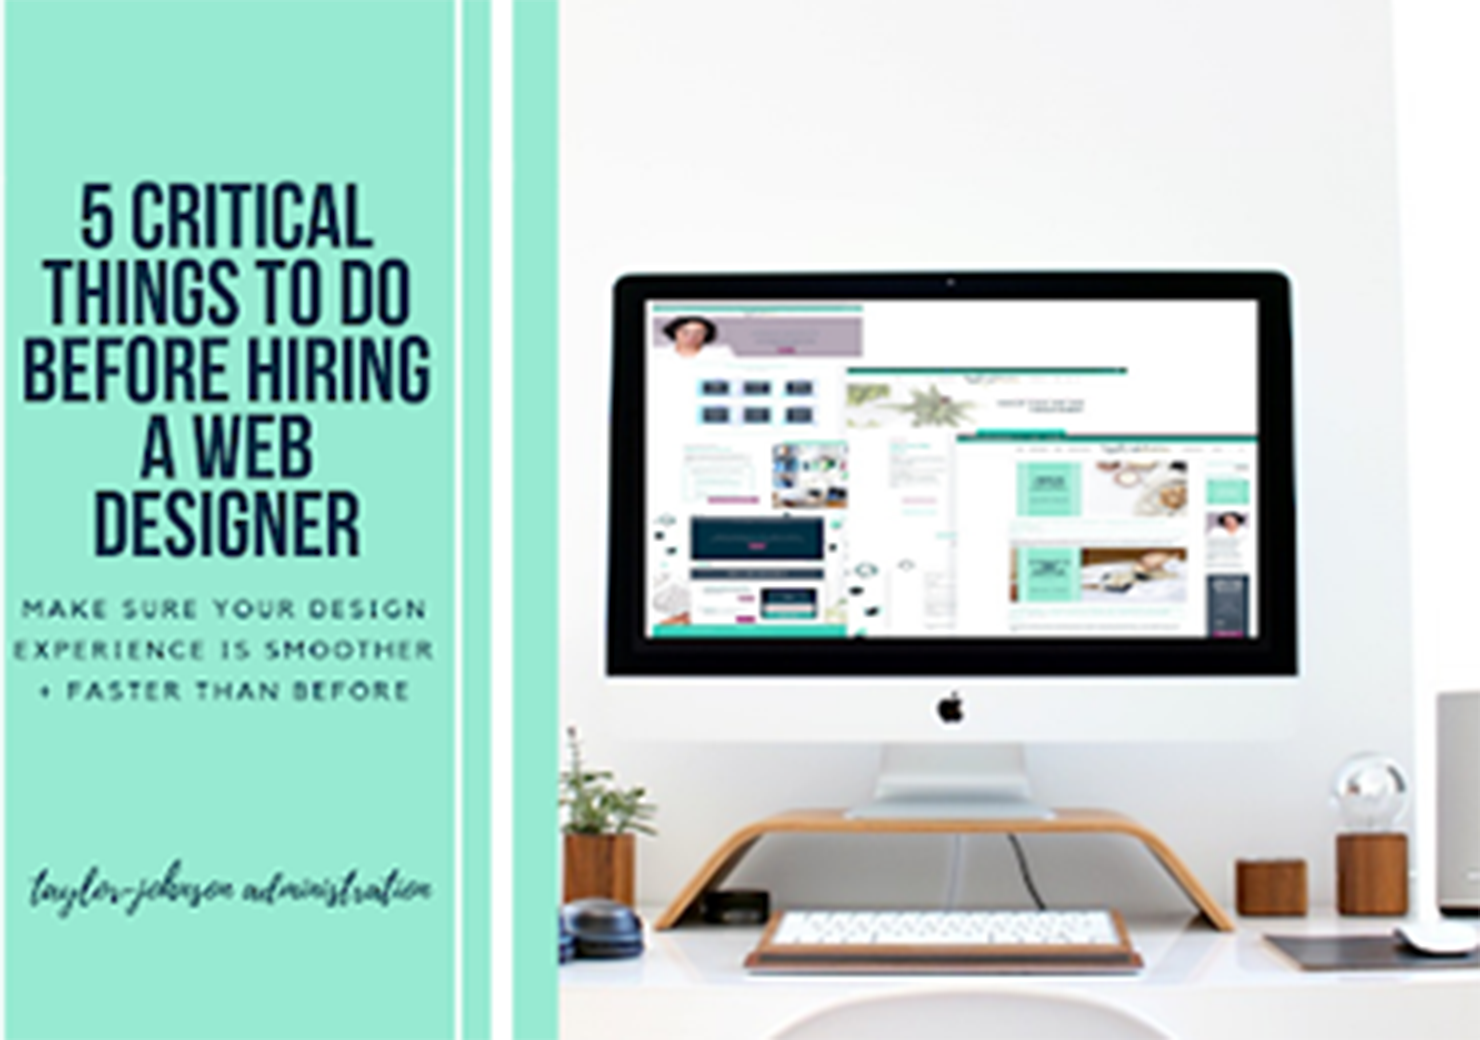 5 CRITICAL
THINGS TO DO
BEFORE HIRING
A WEB
DESIGNER
MAKE SURE YOUR DESIGN
EXPERIENCE IS SMOOTHER
+ FASTER THAN BEFORE
taylor-johnson administration